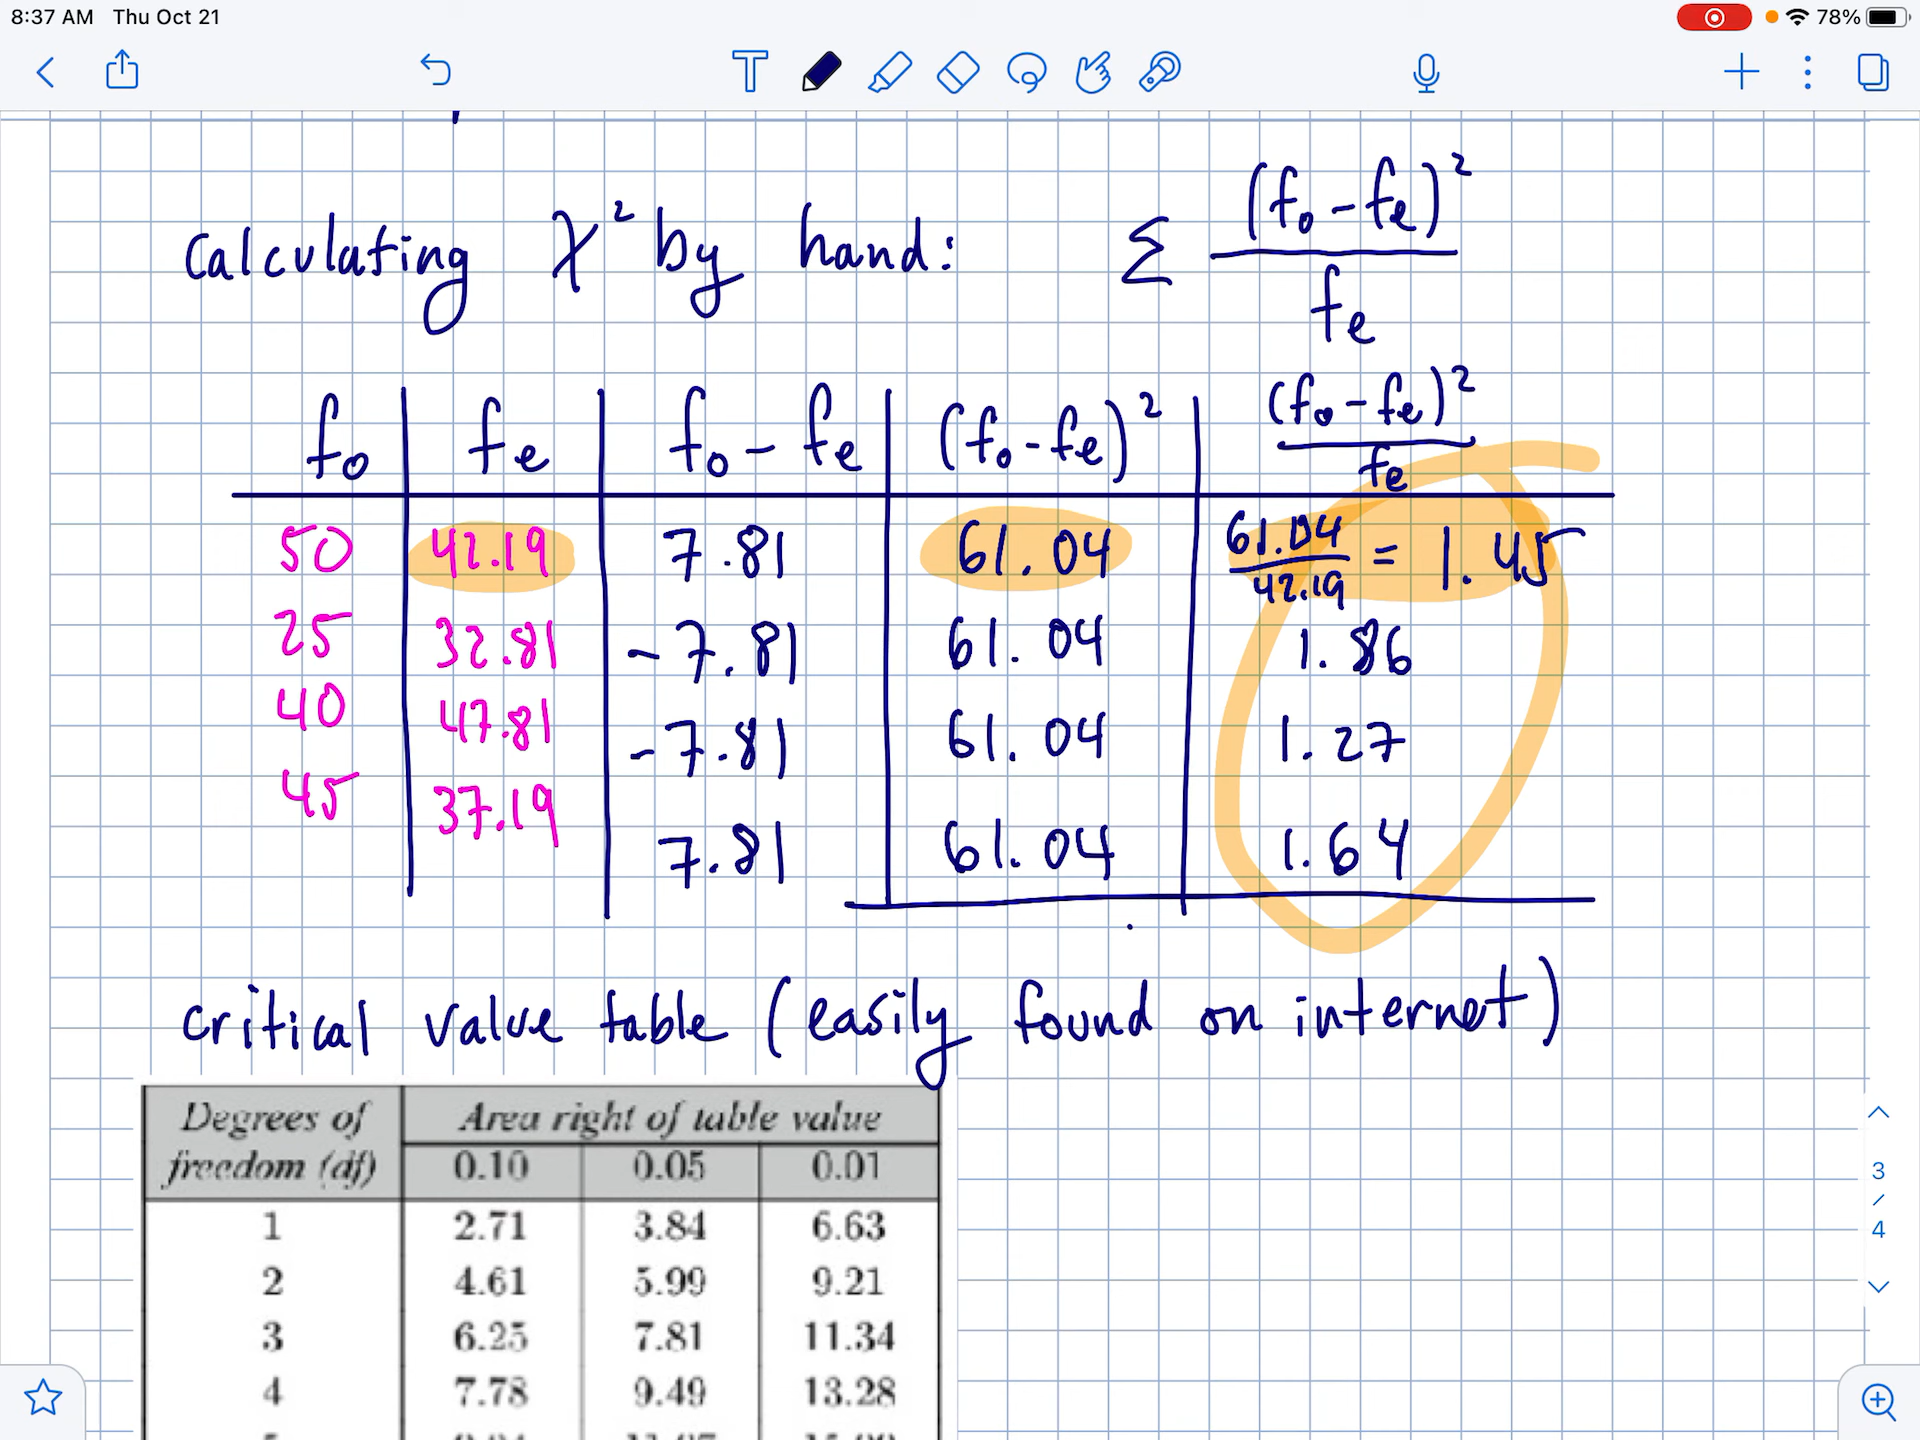 8:37 AM Thu Oct 21 78%
T
Calculating χ² by hand: Σ (fo-fe)² / fe
fo fe fo-fe (fo-fe)² (fo-fe)² / fe
50 42.19 7.81 61.04 61.04 / 42.19 = 1.45
25 32.81 -7.81 61.04 1.86
40 47.81 -7.81 61.04 1.27
45 37.19 7.81 61.04 1.64
critical value table (easily found on internet)
Degrees of freedom (df) Area right of table value
0.10 0.05 0.01
1 2.71 3.84 6.63
2 4.61 5.99 9.21
3 6.25 7.81 11.34
4 7.78 9.49 13.28
3 / 4